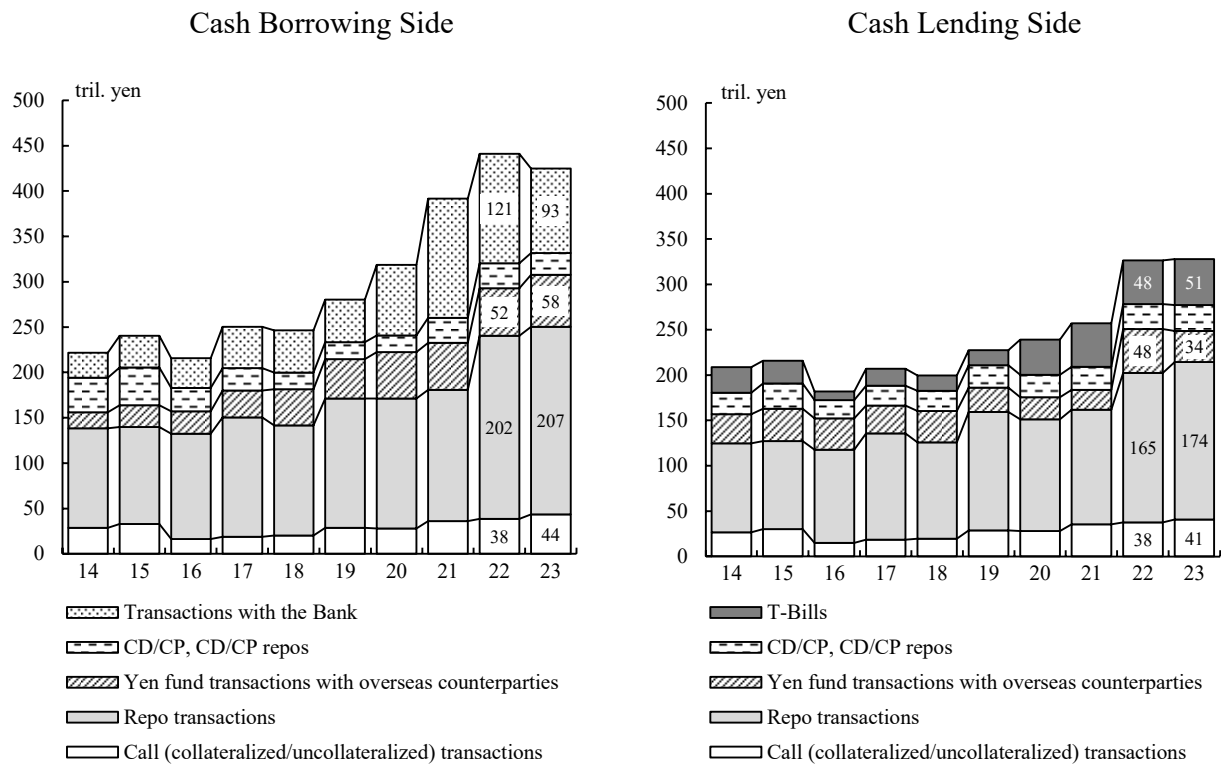 Cash Borrowing Side
tril. yen
500
450
400
350
300
250
200
150
100
50
0
121
93
52
58
202
207
38
44
14 15 16 17 18 19 20 21 22 23
Transactions with the Bank
CD/CP, CD/CP repos
Yen fund transactions with overseas counterparties
Repo transactions
Call (collateralized/uncollateralized) transactions
Cash Lending Side
tril. yen
500
450
400
350
300
250
200
150
100
50
0
48
51
48
34
165
174
38
41
14 15 16 17 18 19 20 21 22 23
T-Bills
CD/CP, CD/CP repos
Yen fund transactions with overseas counterparties
Repo transactions
Call (collateralized/uncollateralized) transactions